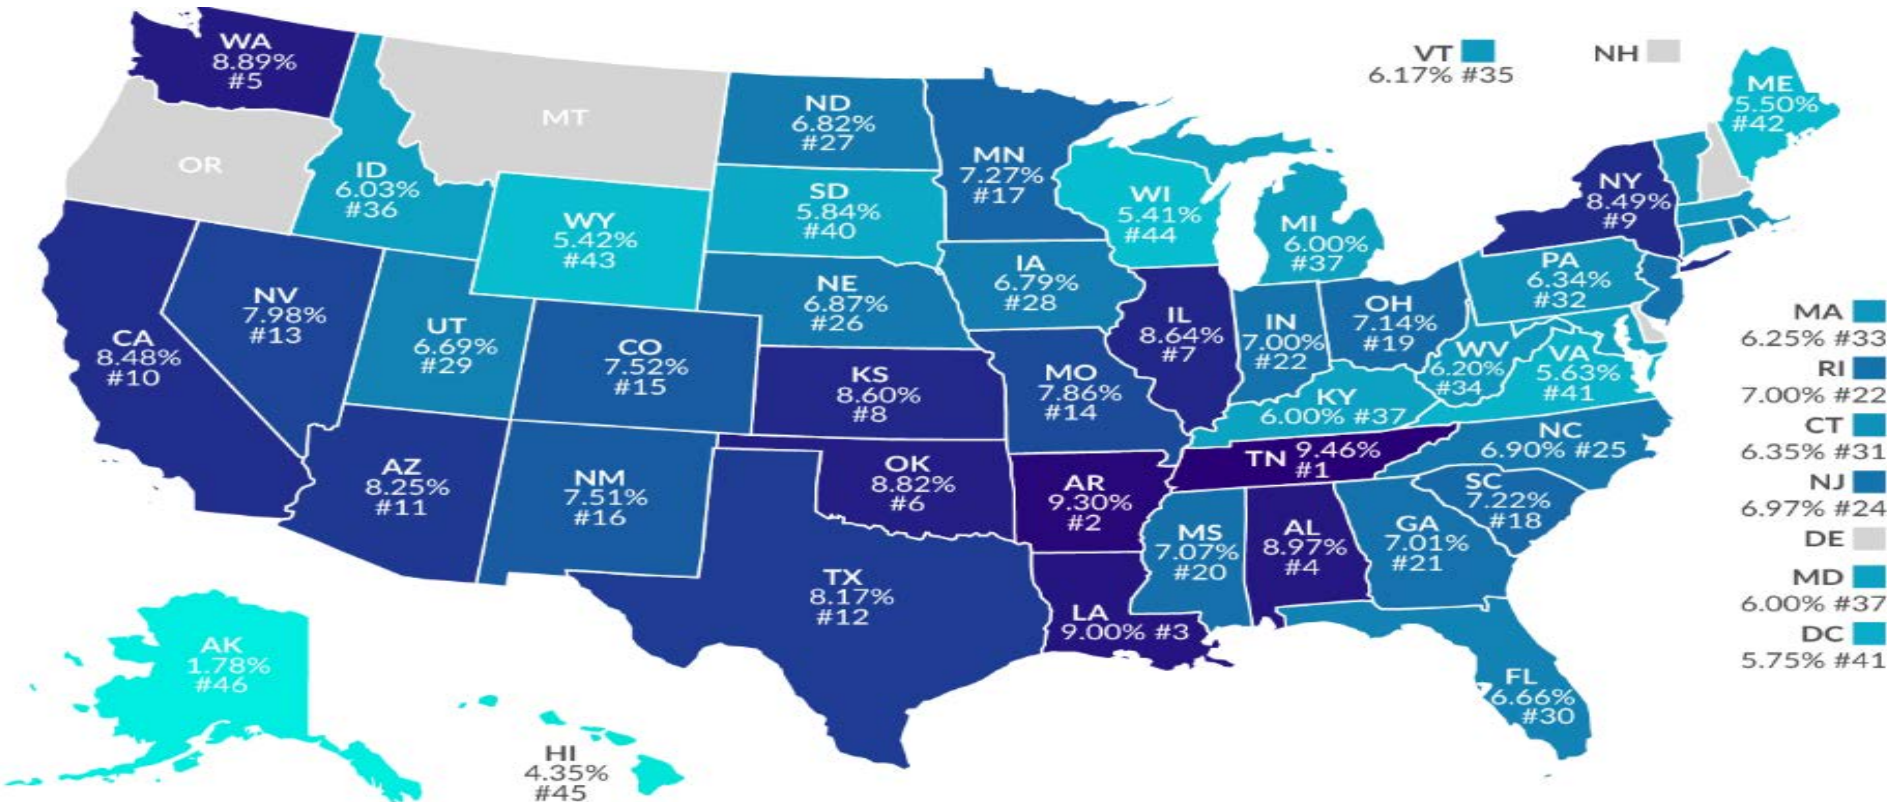 WA
8.89%
#5
VT
6.17% #35
NH
ME
5.50%
#42
MT
ND
6.82%
#27
OR
ID
6.03%
#36
MN
7.27%
#17
WY
5.42%
#43
SD
5.84%
#40
WI
5.41%
#44
MI
6.00%
#37
NY
8.49%
#9
NV
7.98%
#13
NE
6.87%
#26
IA
6.79%
#28
PA
6.34%
#32
CA
8.48%
#10
UT
6.69%
#29
CO
7.52%
#15
IL
8.64%
#7
IN
7.00%
#22
OH
7.14%
#19
MA
6.25% #33
KS
8.60%
#8
MO
7.86%
#14
WV
6.20%
#34
VA
5.63%
#41
RI
7.00% #22
KY
6.00% #37
CT
6.35% #31
AZ
8.25%
#11
NM
7.51%
#16
OK
8.82%
#6
AR
9.30%
#2
TN 9.46%
#1
NC
6.90% #25
NJ
6.97% #24
SC
7.22%
#18
TX
8.17%
#12
MS
7.07%
#20
AL
8.97%
#4
GA
7.01%
#21
DE
MD
6.00% #37
LA
9.00% #3
DC
5.75% #41
AK
1.78%
#46
FL
6.66%
#30
HI
4.35%
#45